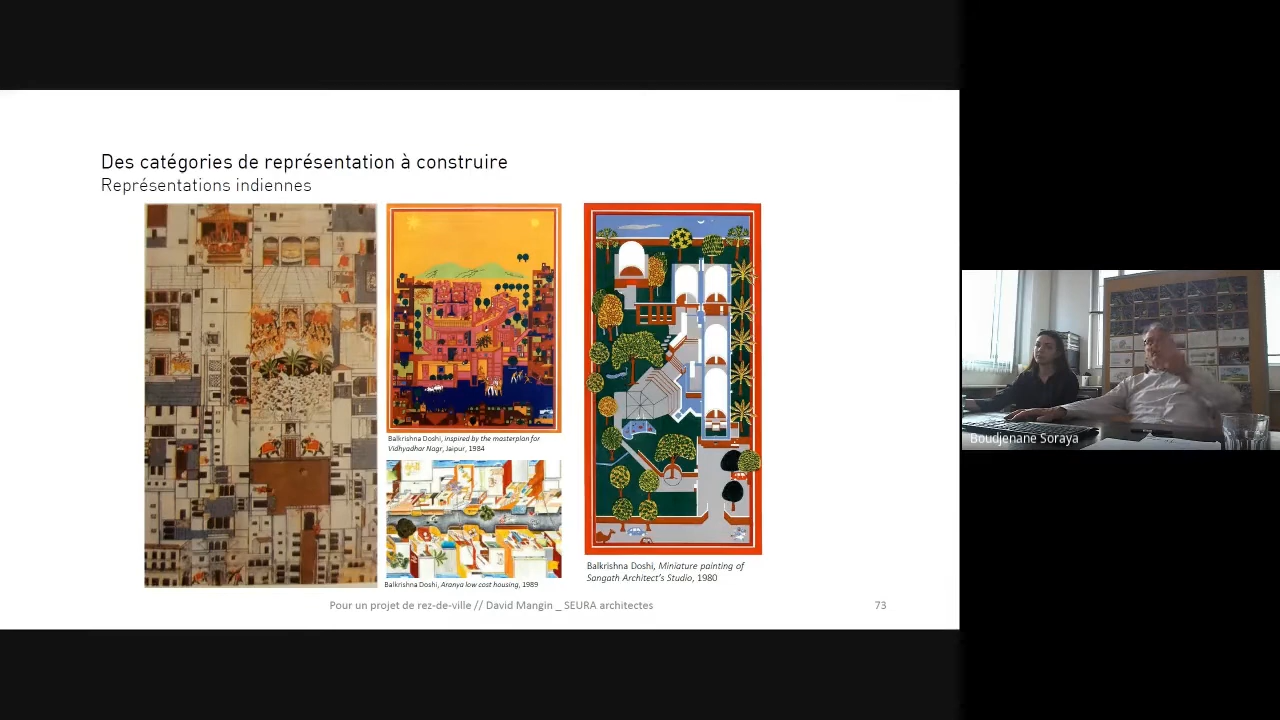 Des catégories de représentation à construire
Représentations indiennes
Balkrishna Doshi, inspired by the masterplan for
Vidhyadhar Nagr, Jaipur, 1984
Balkrishna Doshi, Aranya low cost housing, 1989
Balkrishna Doshi, Miniature painting of
Sangath Architect's Studio, 1980
Pour un projet de rez-de-ville // David Mangin _ SEURA architectes
73
Boudjenane Soraya